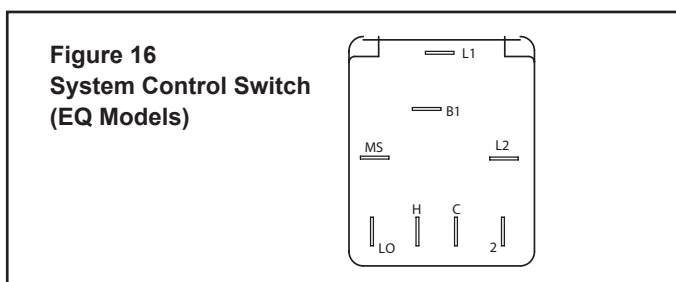 Figure 16
System Control Switch
(EQ Models)
L1
B1
MS
L2
H
C
LO
2